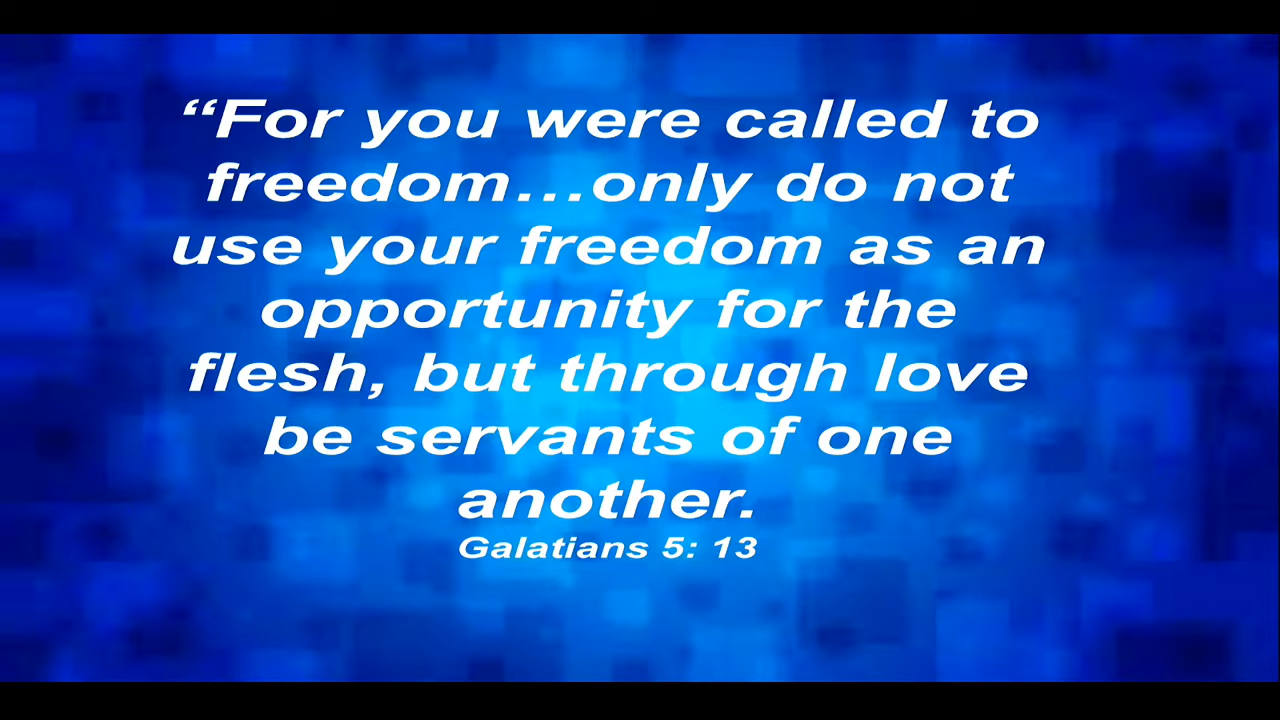 “For you were called to
freedom…only do not
use your freedom as an
opportunity for the
flesh, but through love
be servants of one
another.
Galatians 5: 13